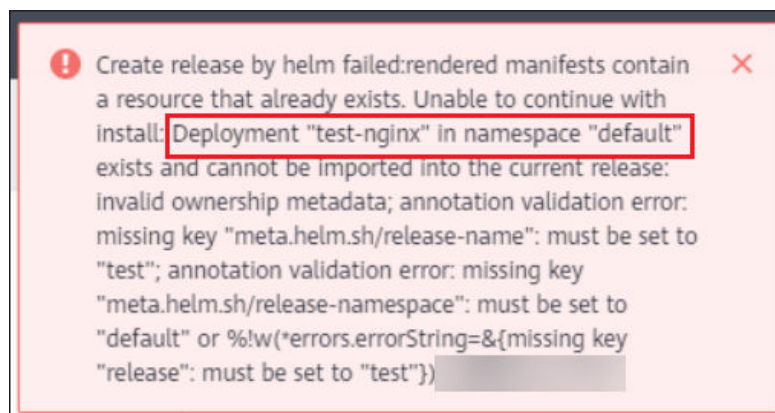 Create release by helm failed:rendered manifests contain
a resource that already exists. Unable to continue with
install: Deployment "test-nginx" in namespace "default"
exists and cannot be imported into the current release:
invalid ownership metadata; annotation validation error:
missing key "meta.helm.sh/release-name": must be set to
"test"; annotation validation error: missing key
"meta.helm.sh/release-namespace": must be set to
"default" or %!w(*errors.errorString=&{missing key
"release": must be set to "test"})